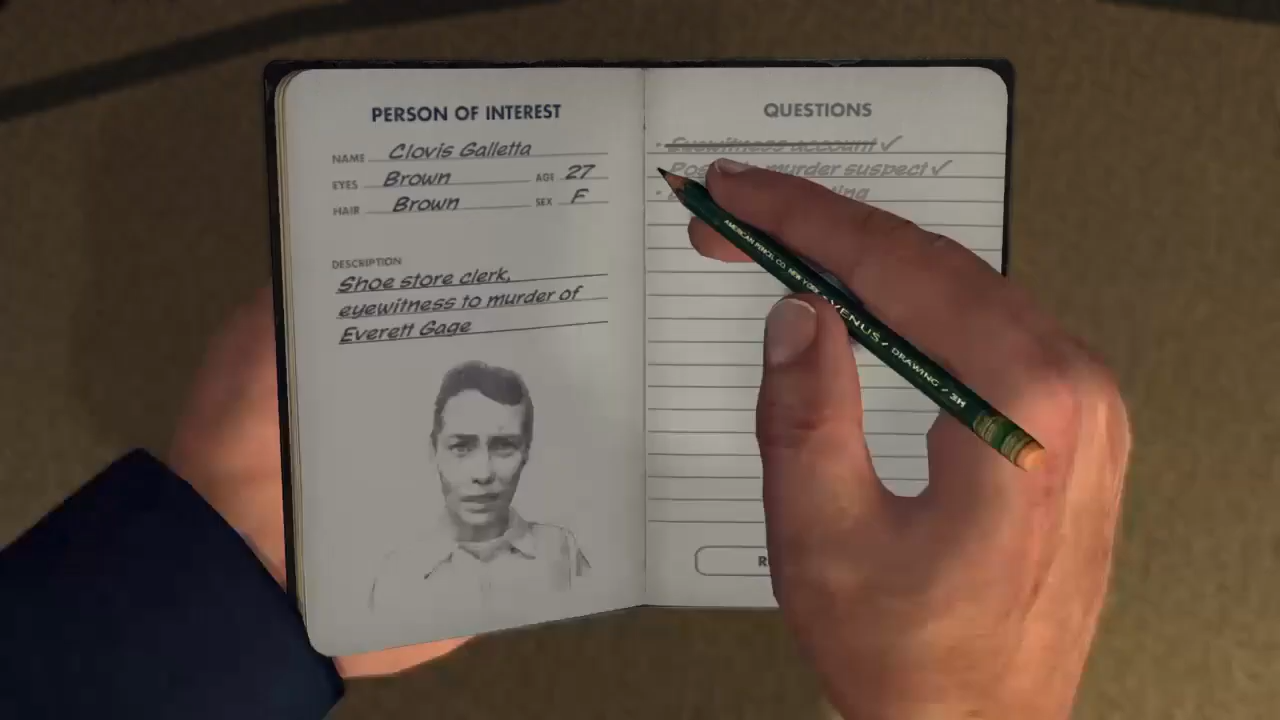 PERSON OF INTEREST
NAME Clovis Galletta
EYES Brown AGE 27
HAIR Brown SEX F
DESCRIPTION
Shoe store clerk,
eyewitness to murder of
Everett Gage
QUESTIONS
Eyewitness account ✓
murder suspect ✓
AMERICAN PENCIL CO. NEW YORK VENUS / DRAWING / 3H